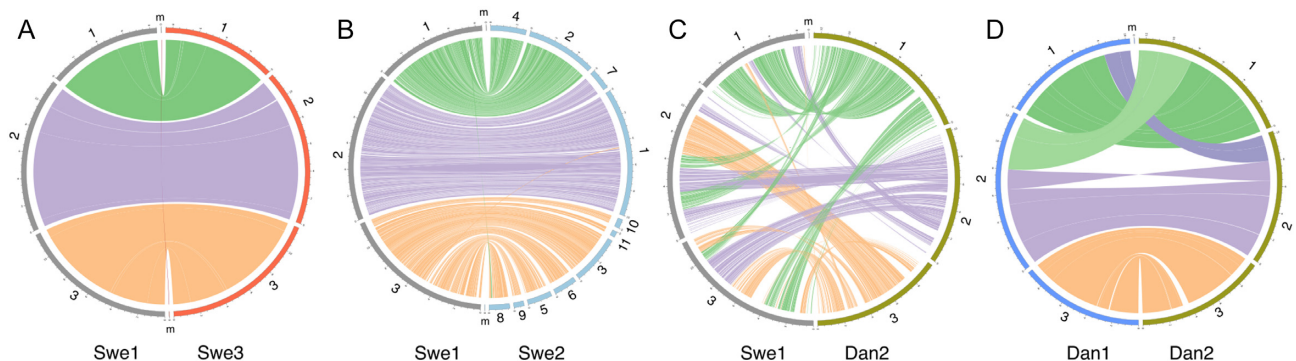 A B C D
m m m m
1 1 1 4 2 7 1 1 1 1
2 2 2 1 2 2 2 2
3 3 3 10 11 3 6 5 9 8 3 3 3 3
m m
Swe1 Swe3 Swe1 Swe2 Swe1 Dan2 Dan1 Dan2